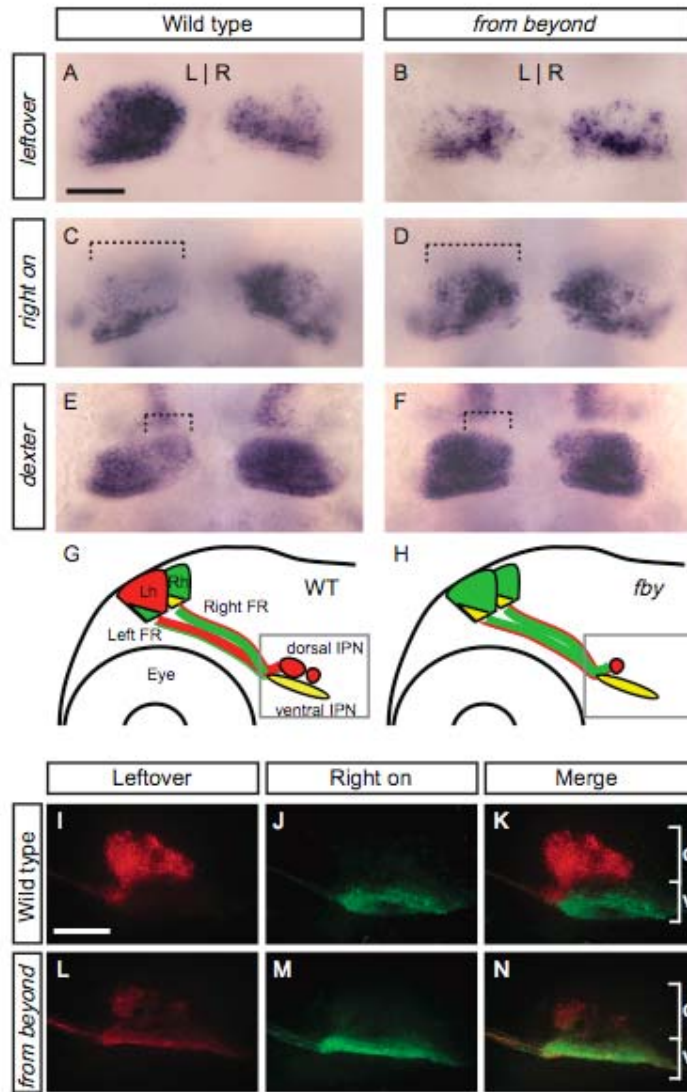 Wild type from beyond
leftover
A L | R
B L | R
right on
C
D
dexter
E
F
G
Lh Rh
Right FR
Left FR
WT
Eye
dorsal IPN
ventral IPN
H
fby
Leftover Right on Merge
Wild type
I
J
K
from beyond
L
M
N